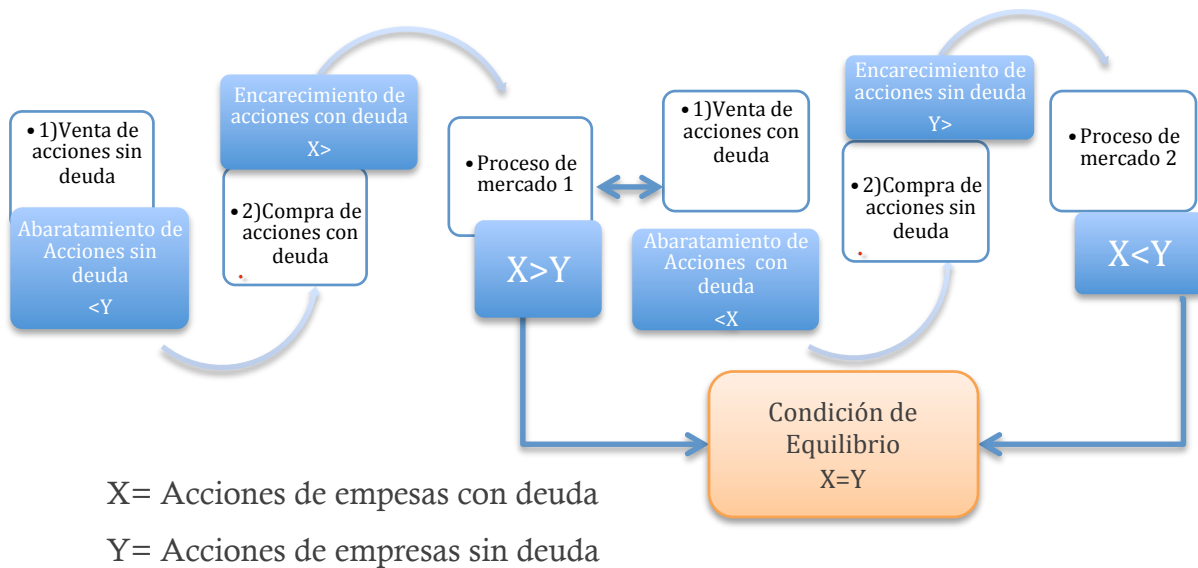 • 1)Venta de
acciones sin
deuda
Abaratamiento de
Acciones sin
deuda
<Y
Encarecimiento de
acciones con deuda
X>
• 2)Compra de
acciones con
deuda
•
• Proceso de
mercado 1
X>Y
• 1)Venta de
acciones con
deuda
Abaratamiento de
Acciones con
deuda
<X
Encarecimiento de
acciones sin deuda
Y>
• 2)Compra de
acciones sin
deuda
•
• Proceso de
mercado 2
X<Y
Condición de
Equilibrio
X=Y
X= Acciones de empesas con deuda
Y= Acciones de empresas sin deuda